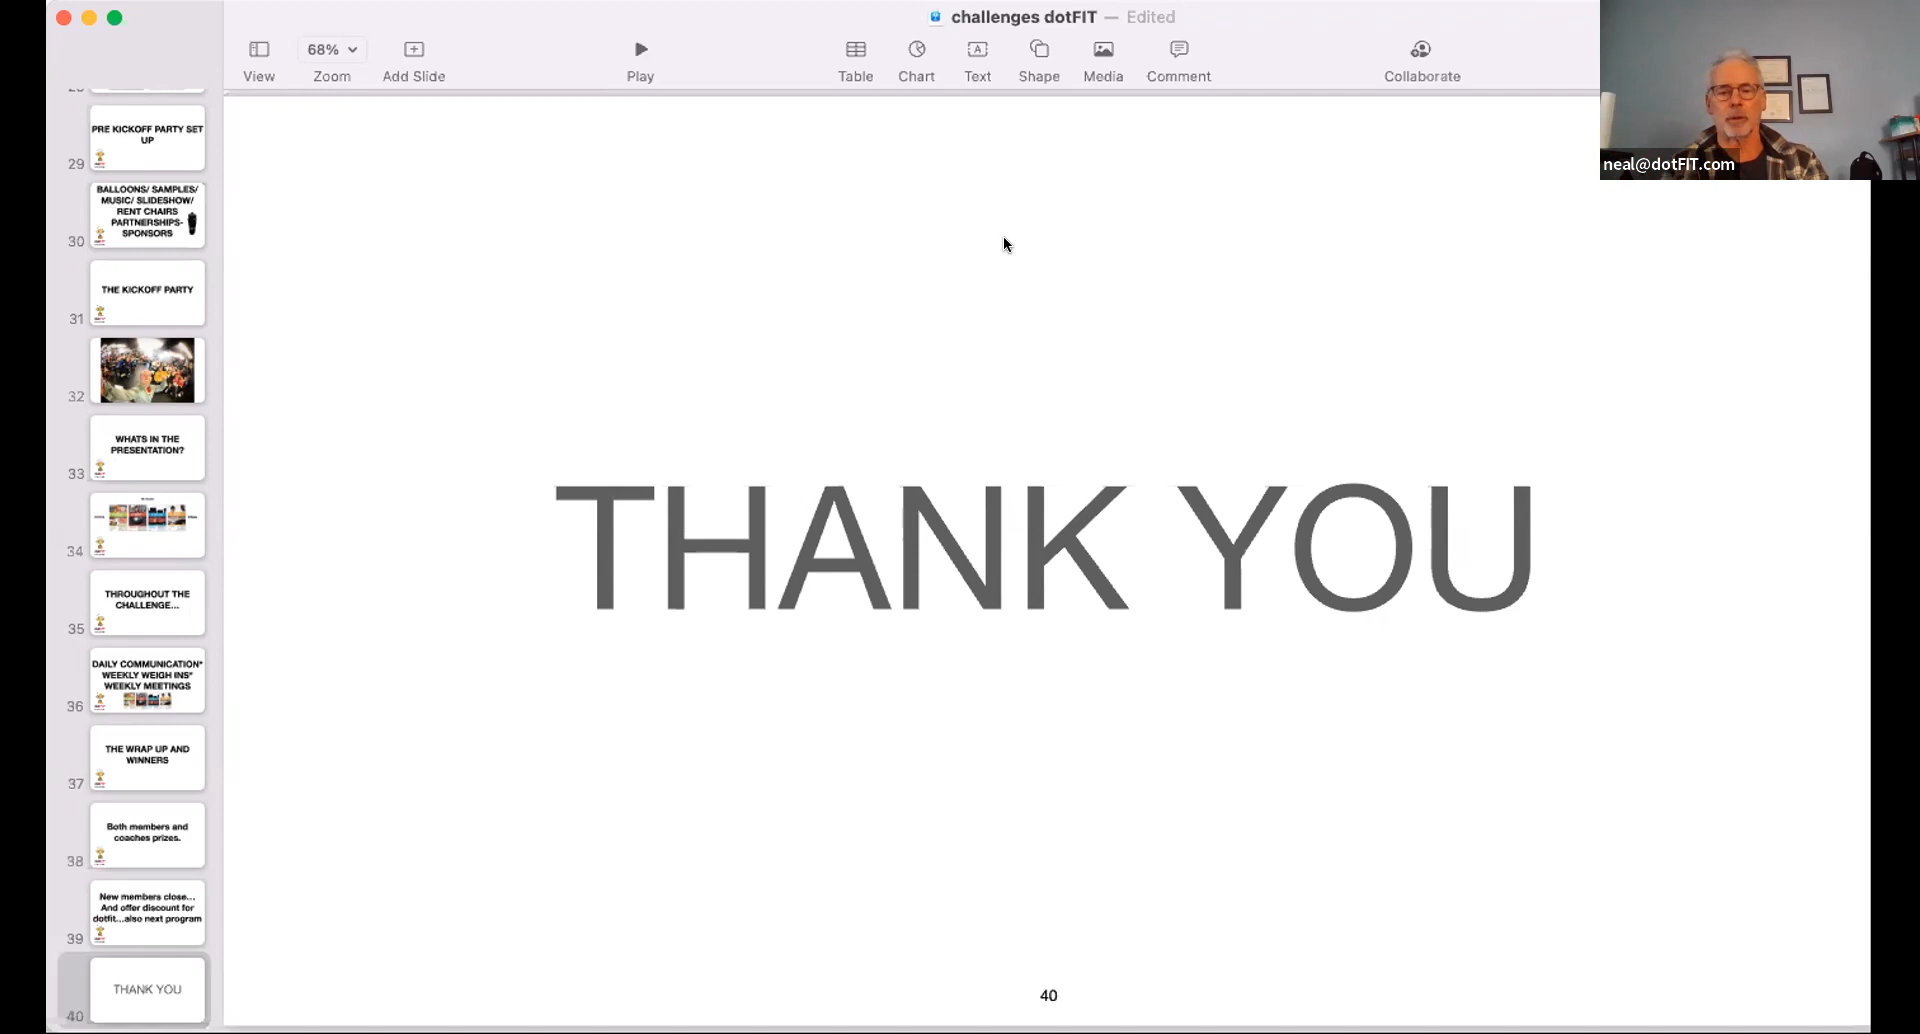 challenges dotFIT — Edited
68%
View
Zoom
Add Slide
Play
Table
Chart
Text
Shape
Media
Comment
Collaborate
neal@dotFIT.com
PRE KICKOFF PARTY SET
UP
29
BALLOONS/ SAMPLES/
MUSIC/ SLIDESHOW/
RENT CHAIRS
PARTNERSHIPS-
SPONSORS
30
THE KICKOFF PARTY
31
32
WHATS IN THE
PRESENTATION?
33
34
THROUGHOUT THE
CHALLENGE...
35
DAILY COMMUNICATION*
WEEKLY WEIGH INS*
WEEKLY MEETINGS
36
THE WRAP UP AND
WINNERS
37
Both members and
coaches prizes.
38
New members close...
And offer discount for
dotfit...also next program
39
THANK YOU
40
THANK YOU
40